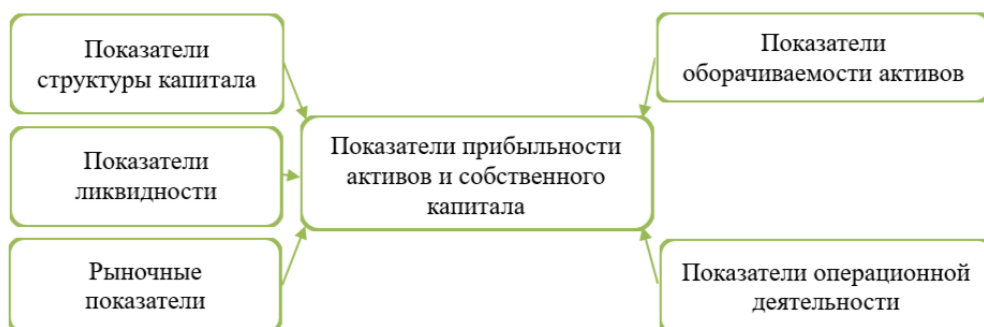 Показатели
структуры капитала
Показатели
ликвидности
Рыночные
показатели
Показатели прибыльности
активов и собственного
капитала
Показатели
оборачиваемости активов
Показатели операционной
деятельности